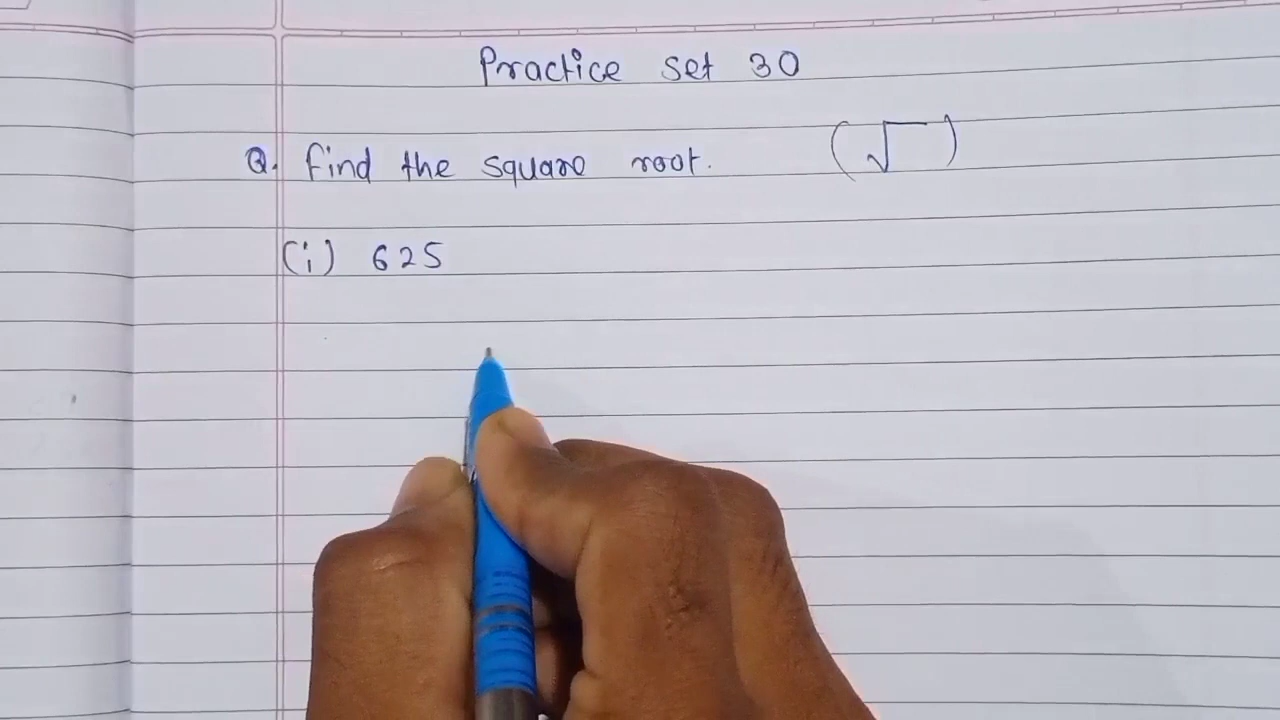 Practice set 30
Q. find the square root. (√ )
(i) 625